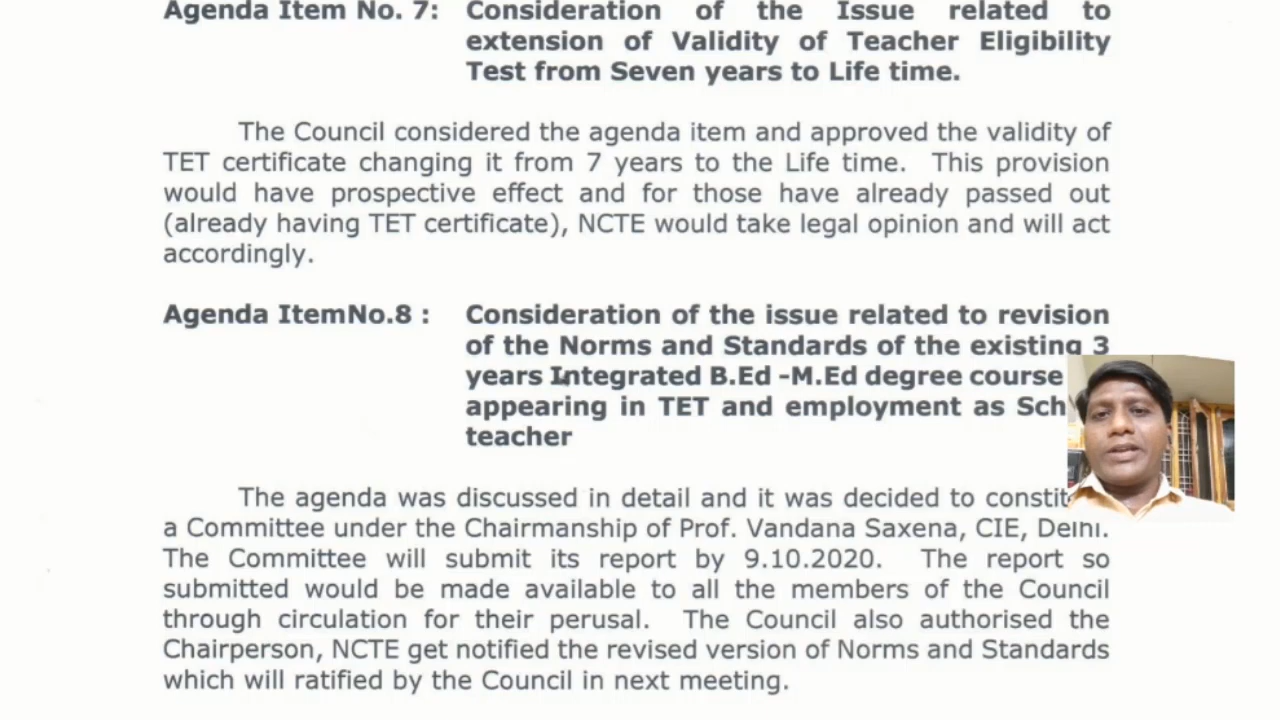 Agenda Item No. 7: Consideration of the Issue related to
extension of Validity of Teacher Eligibility
Test from Seven years to Life time.
The Council considered the agenda item and approved the validity of
TET certificate changing it from 7 years to the Life time. This provision
would have prospective effect and for those have already passed out
(already having TET certificate), NCTE would take legal opinion and will act
accordingly.
Agenda ItemNo.8 : Consideration of the issue related to revision
of the Norms and Standards of the existing 3
years Integrated B.Ed -M.Ed degree course
appearing in TET and employment as
teacher
The agenda was discussed in detail and it was decided to
a Committee under the Chairmanship of Prof. Vandana Saxena, CIE, Delhi.
The Committee will submit its report by 9.10.2020. The report so
submitted would be made available to all the members of the Council
through circulation for their perusal. The Council also authorised the
Chairperson, NCTE get notified the revised version of Norms and Standards
which will ratified by the Council in next meeting.